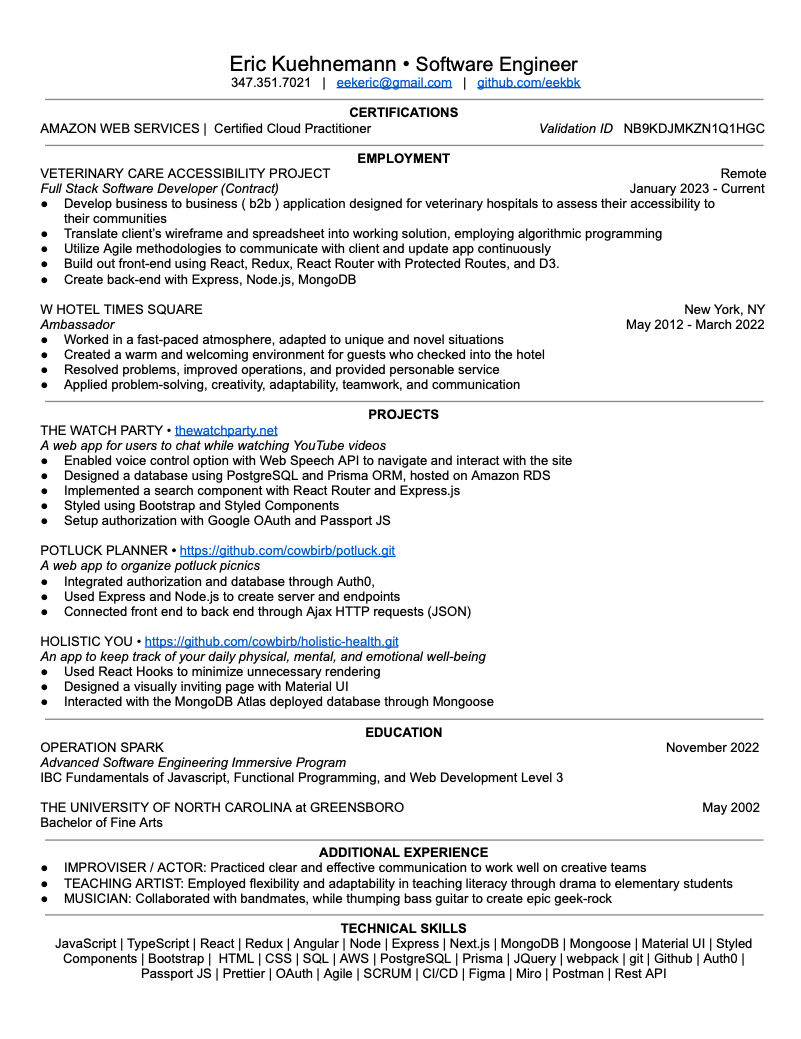 Eric Kuehnemann • Software Engineer
347.351.7021 | eekeric@gmail.com | github.com/eekbk
CERTIFICATIONS
AMAZON WEB SERVICES | Certified Cloud Practitioner Validation ID NB9KDJMKZN1Q1HGC
EMPLOYMENT
VETERINARY CARE ACCESSIBILITY PROJECT Remote
Full Stack Software Developer (Contract) January 2023 - Current
● Develop business to business ( b2b ) application designed for veterinary hospitals to assess their accessibility to
their communities
● Translate client’s wireframe and spreadsheet into working solution, employing algorithmic programming
● Utilize Agile methodologies to communicate with client and update app continuously
● Build out front-end using React, Redux, React Router with Protected Routes, and D3.
● Create back-end with Express, Node.js, MongoDB
W HOTEL TIMES SQUARE New York, NY
Ambassador May 2012 - March 2022
● Worked in a fast-paced atmosphere, adapted to unique and novel situations
● Created a warm and welcoming environment for guests who checked into the hotel
● Resolved problems, improved operations, and provided personable service
● Applied problem-solving, creativity, adaptability, teamwork, and communication
PROJECTS
THE WATCH PARTY • thewatchparty.net
A web app for users to chat while watching YouTube videos
● Enabled voice control option with Web Speech API to navigate and interact with the site
● Designed a database using PostgreSQL and Prisma ORM, hosted on Amazon RDS
● Implemented a search component with React Router and Express.js
● Styled using Bootstrap and Styled Components
● Setup authorization with Google OAuth and Passport JS
POTLUCK PLANNER • https://github.com/cowbirb/potluck.git
A web app to organize potluck picnics
● Integrated authorization and database through Auth0,
● Used Express and Node.js to create server and endpoints
● Connected front end to back end through Ajax HTTP requests (JSON)
HOLISTIC YOU • https://github.com/cowbirb/holistic-health.git
An app to keep track of your daily physical, mental, and emotional well-being
● Used React Hooks to minimize unnecessary rendering
● Designed a visually inviting page with Material UI
● Interacted with the MongoDB Atlas deployed database through Mongoose
EDUCATION
OPERATION SPARK November 2022
Advanced Software Engineering Immersive Program
IBC Fundamentals of Javascript, Functional Programming, and Web Development Level 3
THE UNIVERSITY OF NORTH CAROLINA at GREENSBORO May 2002
Bachelor of Fine Arts
ADDITIONAL EXPERIENCE
● IMPROVISER / ACTOR: Practiced clear and effective communication to work well on creative teams
● TEACHING ARTIST: Employed flexibility and adaptability in teaching literacy through drama to elementary students
● MUSICIAN: Collaborated with bandmates, while thumping bass guitar to create epic geek-rock
TECHNICAL SKILLS
JavaScript | TypeScript | React | Redux | Angular | Node | Express | Next.js | MongoDB | Mongoose | Material UI | Styled
Components | Bootstrap | HTML | CSS | SQL | AWS | PostgreSQL | Prisma | JQuery | webpack | git | Github | Auth0 |
Passport JS | Prettier | OAuth | Agile | SCRUM | CI/CD | Figma | Miro | Postman | Rest API